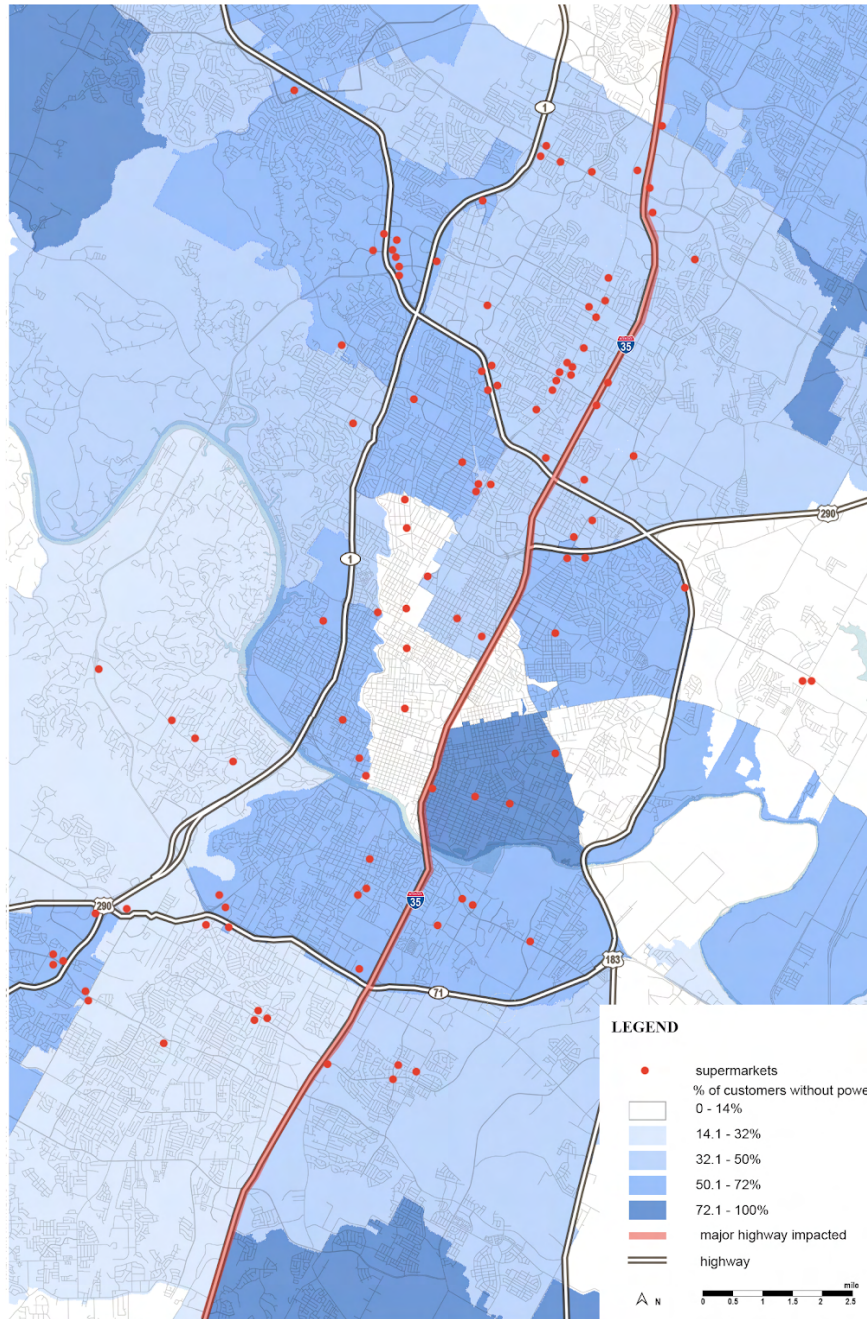 1
35
290
1
290
35
183
71
LEGEND
supermarkets
% of customers without powe
0 - 14%
14.1 - 32%
32.1 - 50%
50.1 - 72%
72.1 - 100%
major highway impacted
highway
mile
N
0 0.5 1 1.5 2 2.5